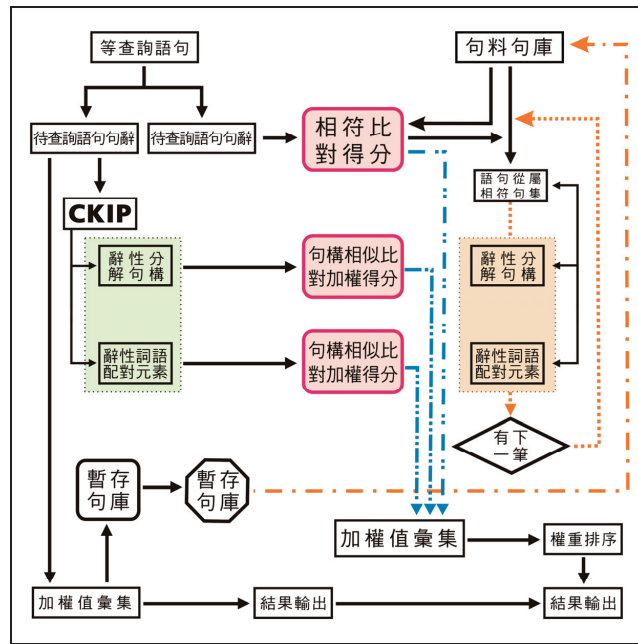 等查詢語句
句料句庫
待查詢語句句辭
待查詢語句句辭
相符比
對得分
語句從屬
相符句集
CKIP
辭性分
解句構
句構相似比
對加權得分
辭性分
解句構
辭性詞語
配對元素
句構相似比
對加權得分
辭性詞語
配對元素
有下
一筆
暫存
句庫
暫存
句庫
加權值彙集
權重排序
加權值彙集
結果輸出
結果輸出